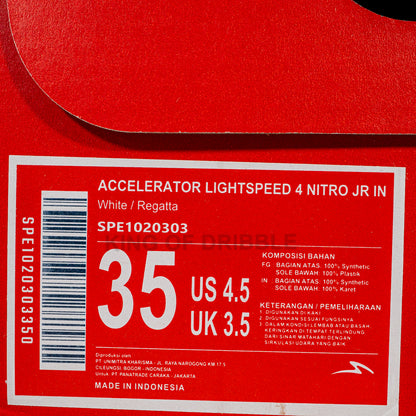 ACCELERATOR LIGHTSPEED 4 NITRO JR IN
White / Regatta
SPE1020303
KING OF DRIBBLE
35
US 4.5
UK 3.5
SPE1020303350
KOMPOSISI BAHAN
FG BAGIAN ATAS: 100% Synthetic
SOLE BAWAH: 100% Plastik
IN BAGIAN ATAS: 100% Synthetic
SOLE BAWAH: 100% Karet
KETERANGAN / PEMELIHARAAN
1. DIGUNAKAN DI KAKI
2. DIGUNAKAN SESUAI FUNGSINYA
3. DALAM KONDISI LEMBAB ATAU BASAH,
KERINGKAN DI TEMPAT TERLINDUNG
DARI SINAR MATAHARI DENGAN
SIRKULASI UDARA YANG BAIK
Diproduksi oleh:
PT UNIMITRA KHARISMA - JL. RAYA NAROGONG KM 17.5
CILEUNGSI, BOGOR - INDONESIA
Untuk : PT. PANATRADE CARAKA - JAKARTA
MADE IN INDONESIA